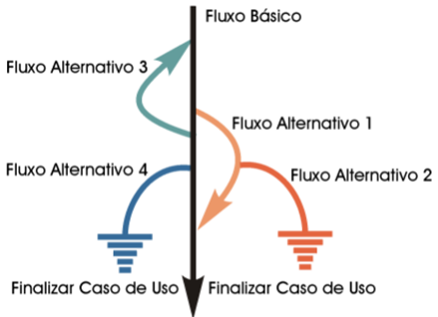 Fluxo Básico
Fluxo Alternativo 3
Fluxo Alternativo 1
Fluxo Alternativo 4
Fluxo Alternativo 2
Finalizar Caso de Uso
Finalizar Caso de Uso